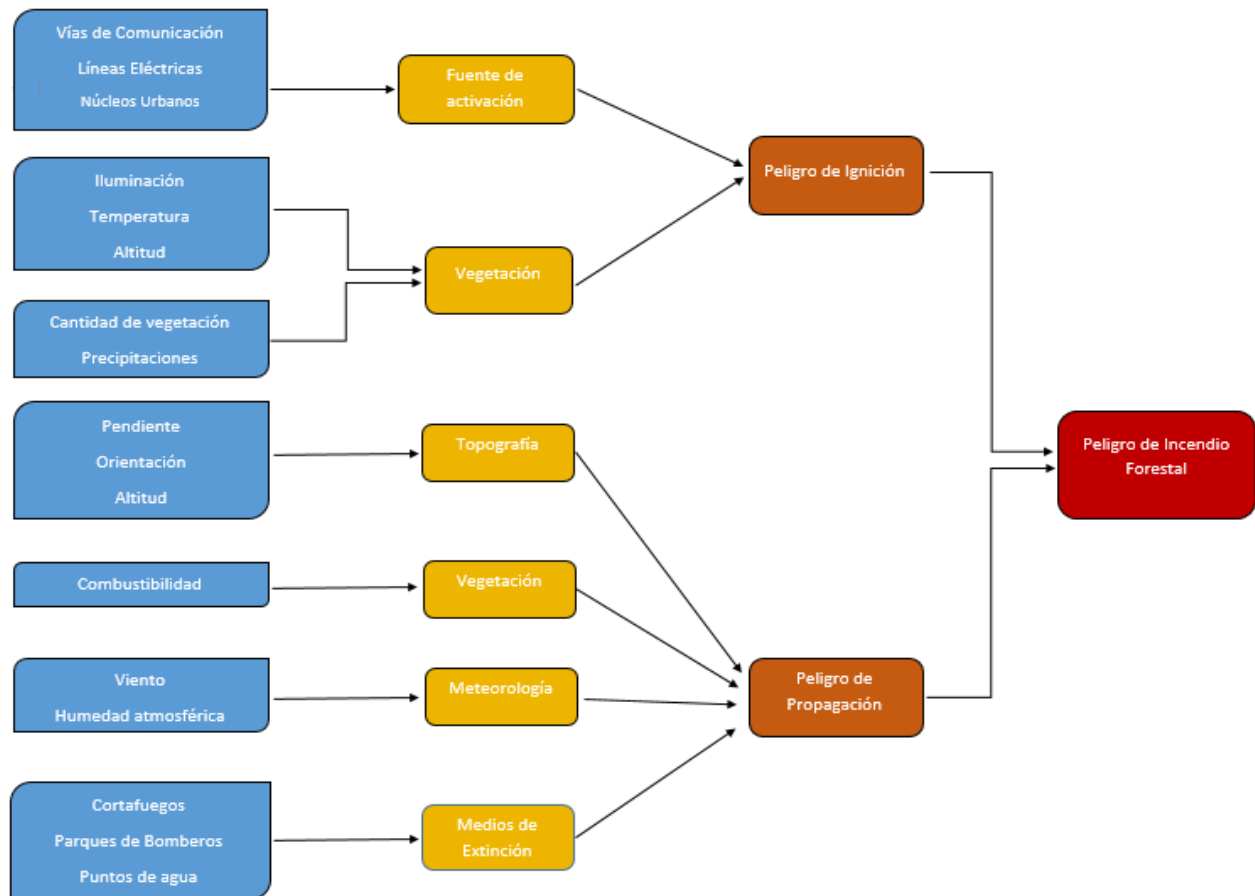 Vías de Comunicación
Líneas Eléctricas
Núcleos Urbanos
Fuente de
activación
Iluminación
Temperatura
Altitud
Cantidad de vegetación
Precipitaciones
Vegetación
Peligro de Ignición
Pendiente
Orientación
Altitud
Topografía
Combustibilidad
Vegetación
Viento
Humedad atmosférica
Meteorología
Cortafuegos
Parques de Bomberos
Puntos de agua
Medios de
Extinción
Peligro de
Propagación
Peligro de Incendio
Forestal